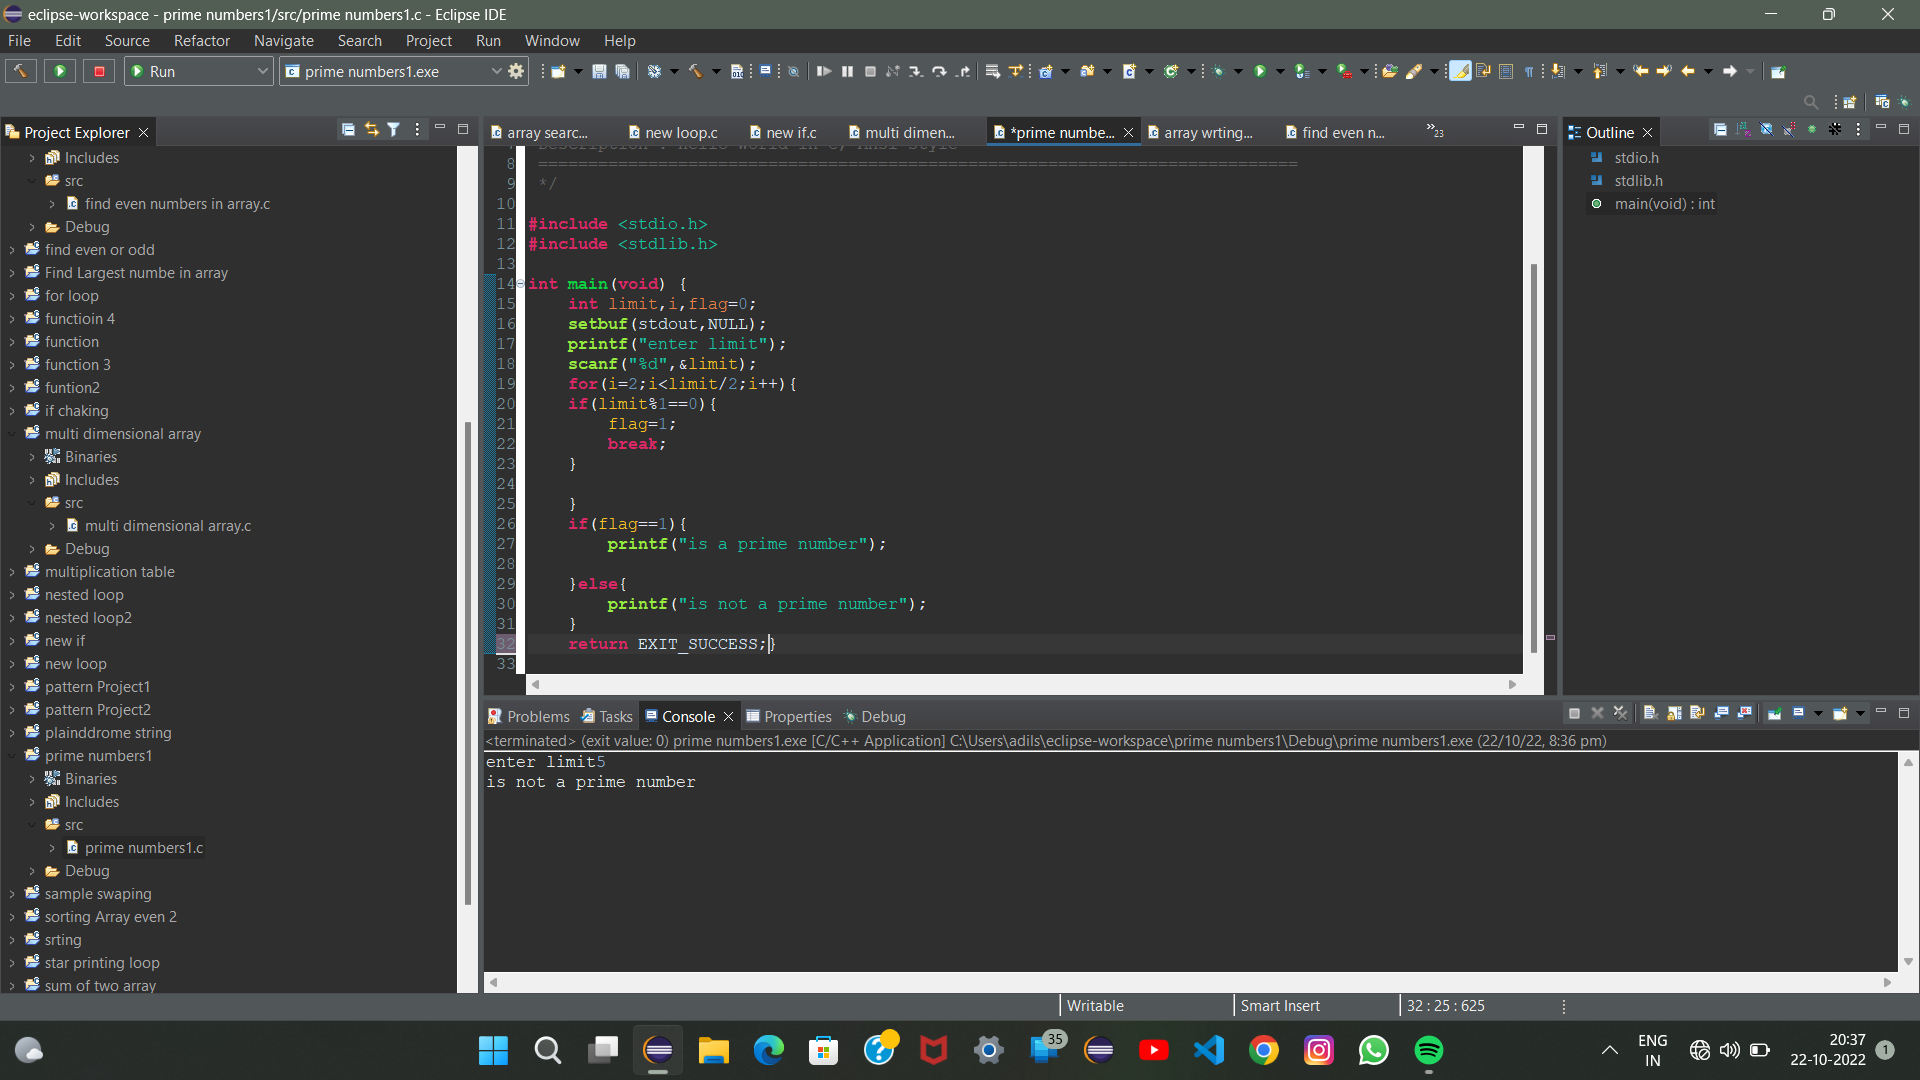 eclipse-workspace - prime numbers1/src/prime numbers1.c - Eclipse IDE
File Edit Source Refactor Navigate Search Project Run Window Help
Run prime numbers1.exe
Project Explorer
Includes
src
find even numbers in array.c
Debug
find even or odd
Find Largest numbe in array
for loop
functioin 4
function
function 3
funtion2
if chaking
multi dimensional array
Binaries
Includes
src
multi dimensional array.c
Debug
multiplication table
nested loop
nested loop2
new if
new loop
pattern Project1
pattern Project2
plainddrome string
prime numbers1
Binaries
Includes
src
prime numbers1.c
Debug
sample swaping
sorting Array even 2
srting
star printing loop
sum of two array
array searc... new loop.c new if.c multi dimen... *prime numbe... array wrting... find even n... »23
8 ============================================================================
9 */
10
11 #include <stdio.h>
12 #include <stdlib.h>
13
14 int main(void) {
15 int limit,i,flag=0;
16 setbuf(stdout,NULL);
17 printf("enter limit");
18 scanf("%d",&limit);
19 for(i=2;i<limit/2;i++){
20 if(limit%1==0){
21 flag=1;
22 break;
23 }
24
25 }
26 if(flag==1){
27 printf("is a prime number");
28
29 }else{
30 printf("is not a prime number");
31 }
32 return EXIT_SUCCESS;}
33
Outline
stdio.h
stdlib.h
main(void) : int
Problems Tasks Console Properties Debug
<terminated> (exit value: 0) prime numbers1.exe [C/C++ Application] C:\Users\adils\eclipse-workspace\prime numbers1\Debug\prime numbers1.exe (22/10/22, 8:36 pm)
enter limit5
is not a prime number
Writable Smart Insert 32 : 25 : 625
35
ENG
IN
20:37
22-10-2022
1